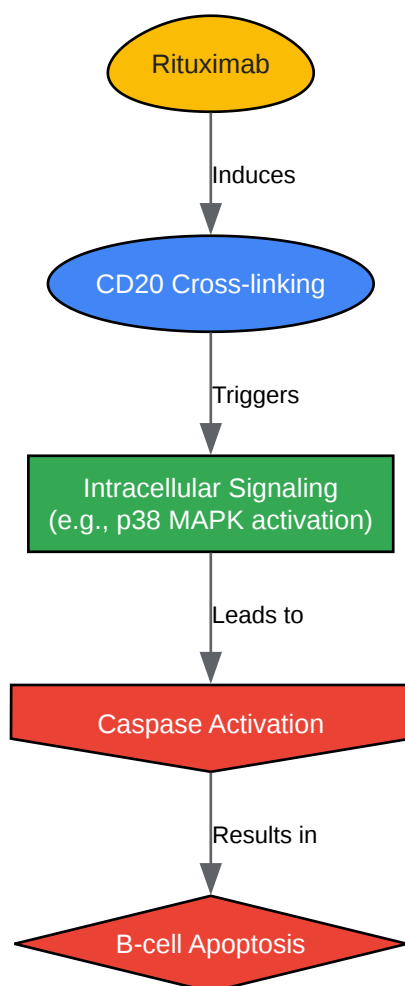 Rituximab
Induces
CD20 Cross-linking
Triggers
Intracellular Signaling
(e.g., p38 MAPK activation)
Leads to
Caspase Activation
Results in
B-cell Apoptosis